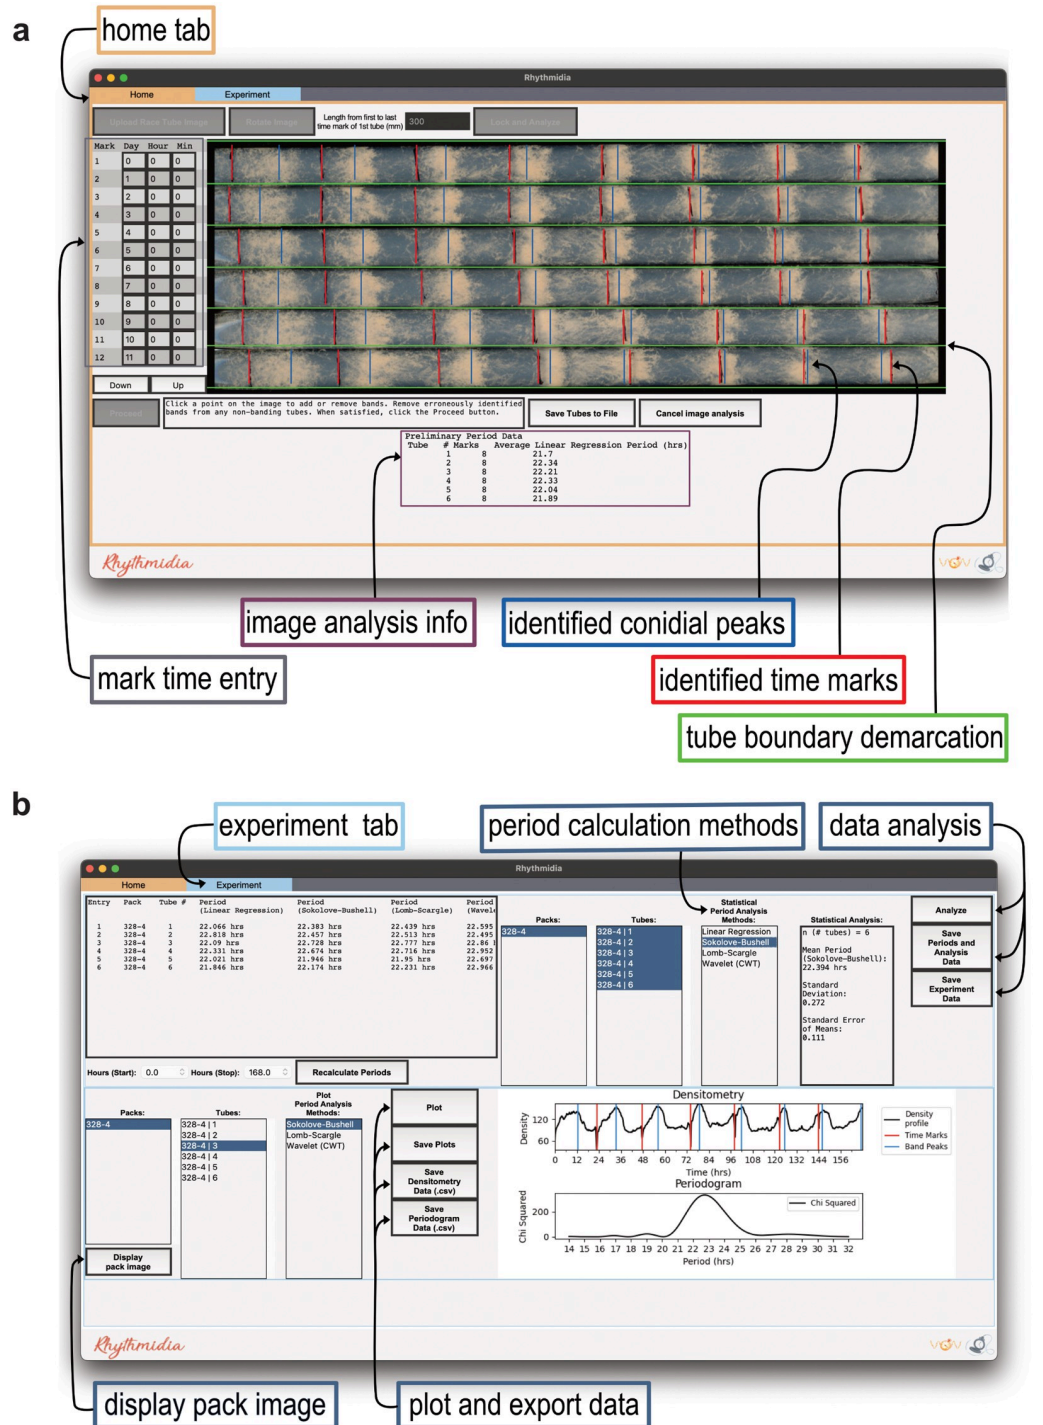 a
home tab
Rhythmidia
Home Experiment
Upload Race Tube Image Rotate Image Length from first to last time mark of 1st tube (mm) 300 Lock and Analyze
Mark Day Hour Min
1 0 0 0
2 1 0 0
3 2 0 0
4 3 0 0
5 4 0 0
6 5 0 0
7 6 0 0
8 7 0 0
9 8 0 0
10 9 0 0
11 10 0 0
12 11 0 0
Down Up
Proceed
Click a point on the image to add or remove bands. Remove erroneously identified
bands from any non-banding tubes. When satisfied, click the Proceed button.
Save Tubes to File Cancel image analysis
Preliminary Period Data
Tube # Marks Average Linear Regression Period (hrs)
1 8 21.7
2 8 22.34
3 8 22.21
4 8 22.33
5 8 22.04
6 8 21.89
Rhythmidia
image analysis info
identified conidial peaks
mark time entry
identified time marks
tube boundary demarcation
b
experiment tab
period calculation methods
data analysis
Rhythmidia
Home Experiment
Entry Pack Tube # Period Period Period Period
(Linear Regression) (Sokolove-Bushell) (Lomb-Scargle) (Wavele
1 328-4 1 22.066 hrs 22.383 hrs 22.439 hrs 22.595
2 328-4 2 22.818 hrs 22.457 hrs 22.513 hrs 22.495
3 328-4 3 22.09 hrs 22.728 hrs 22.777 hrs 22.86
4 328-4 4 22.331 hrs 22.674 hrs 22.716 hrs 22.952
5 328-4 5 22.021 hrs 21.946 hrs 21.95 hrs 22.697
6 328-4 6 21.846 hrs 22.174 hrs 22.231 hrs 22.966
Packs:
328-4
Tubes:
328-4 | 1
328-4 | 2
328-4 | 3
328-4 | 4
328-4 | 5
328-4 | 6
Statistical
Period Analysis
Methods:
Linear Regression
Sokolove-Bushell
Lomb-Scargle
Wavelet (CWT)
Statistical Analysis:
n (# tubes) = 6
Mean Period
(Sokolove-Bushell):
22.394 hrs
Standard
Deviation:
0.272
Standard Error
of Means:
0.111
Analyze
Save
Periods and
Analysis
Data
Save
Experiment
Data
Hours (Start): 0.0 Hours (Stop): 168.0 Recalculate Periods
Packs:
328-4
Tubes:
328-4 | 1
328-4 | 2
328-4 | 3
328-4 | 4
328-4 | 5
328-4 | 6
Plot
Period Analysis
Methods:
Sokolove-Bushell
Lomb-Scargle
Wavelet (CWT)
Plot
Save Plots
Save
Densitometry
Data (.csv)
Save
Periodogram
Data (.csv)
Display
pack image
Densitometry
Density
120
60
0 12 24 36 48 60 72 84 96 108 120 132 144 156
Time (hrs)
Density
profile
Time Marks
Band Peaks
Periodogram
Chi Squared
200
0
Chi Squared
14 15 16 17 18 19 20 21 22 23 24 25 26 27 28 29 30 31 32
Period (hrs)
Rhythmidia
display pack image
plot and export data